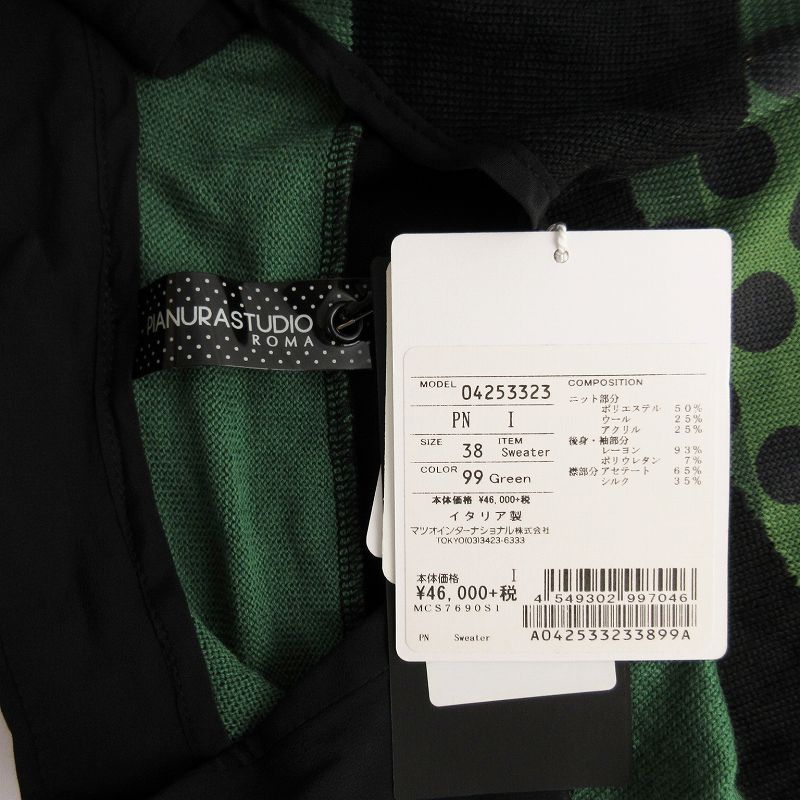 PIANURASTUDIO
ROMA
MODEL 04253323
PN I
SIZE 38 ITEM Sweater
COLOR 99 Green
本体価格 ¥46,000+税
イタリア製
マツオインターナショナル株式会社
TOKYO(03)3423-6333
COMPOSITION
ニット部分
ポリエステル 50%
ウール 25%
アクリル 25%
後身・袖部分
レーヨン 93%
ポリウレタン 7%
襟部分 アセテート 65%
シルク 35%
本体価格 I
¥46,000+税
MCS7690S1
PN Sweater
4 549302 997046
A042533233899A